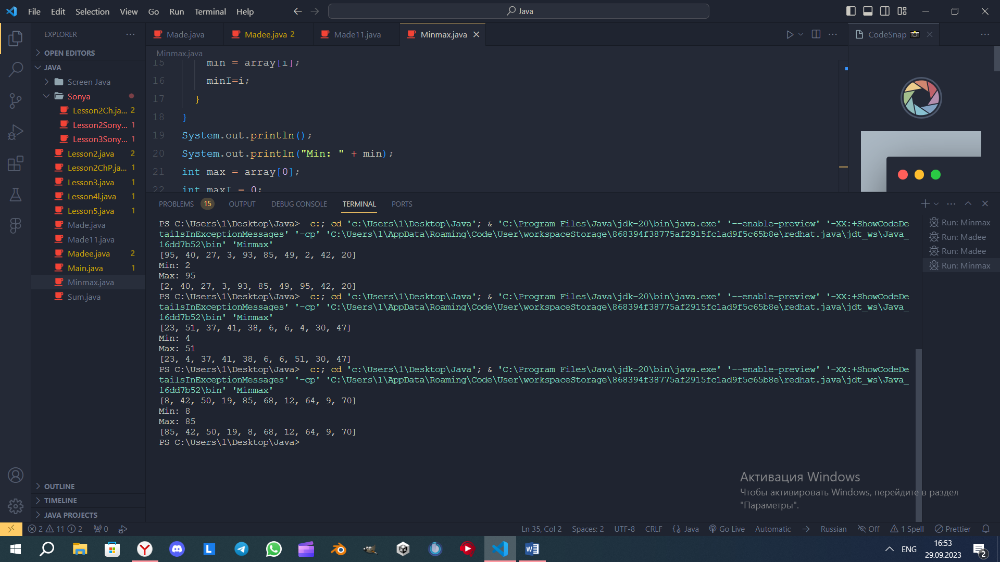 File Edit Selection View Go Run Terminal Help
Java
EXPLORER
OPEN EDITORS
JAVA
Screen Java
Sonya
Lesson2Ch.ja... 2
Lesson2Sony... 1
Lesson3Sony... 1
Lesson2.java 2
Lesson2ChP.ja... 1
Lesson3.java 1
Lesson4l.java 1
Lesson5.java 1
Made.java
Made11.java
Madee.java 2
Main.java 1
Minmax.java
Sum.java
OUTLINE
TIMELINE
JAVA PROJECTS
Made.java Madee.java 2 Made11.java Minmax.java
CodeSnap
Minmax.java
15 min = array[i];
16 minI=i;
17 }
18 }
19 System.out.println();
20 System.out.println("Min: " + min);
21 int max = array[0];
22 int maxI = 0;
PROBLEMS 15 OUTPUT DEBUG CONSOLE TERMINAL PORTS
PS C:\Users\1\Desktop\Java>  c:; cd 'c:\Users\1\Desktop\Java'; & 'C:\Program Files\Java\jdk-20\bin\java.exe' '--enable-preview' '-XX:+ShowCodeDe
tailsInExceptionMessages' '-cp' 'C:\Users\1\AppData\Roaming\Code\User\workspaceStorage\868394f38775af2915fc1ad9f5c65b8e\redhat.java\jdt_ws\Java_
16dd7b52\bin' 'Minmax'
[95, 40, 27, 3, 93, 85, 49, 2, 42, 20]
Min: 2
Max: 95
[2, 40, 27, 3, 93, 85, 49, 95, 42, 20]
PS C:\Users\1\Desktop\Java>  c:; cd 'c:\Users\1\Desktop\Java'; & 'C:\Program Files\Java\jdk-20\bin\java.exe' '--enable-preview' '-XX:+ShowCodeDe
tailsInExceptionMessages' '-cp' 'C:\Users\1\AppData\Roaming\Code\User\workspaceStorage\868394f38775af2915fc1ad9f5c65b8e\redhat.java\jdt_ws\Java_
16dd7b52\bin' 'Minmax'
[23, 51, 37, 41, 38, 6, 6, 4, 30, 47]
Min: 4
Max: 51
[23, 4, 37, 41, 38, 6, 6, 51, 30, 47]
PS C:\Users\1\Desktop\Java>  c:; cd 'c:\Users\1\Desktop\Java'; & 'C:\Program Files\Java\jdk-20\bin\java.exe' '--enable-preview' '-XX:+ShowCodeDe
tailsInExceptionMessages' '-cp' 'C:\Users\1\AppData\Roaming\Code\User\workspaceStorage\868394f38775af2915fc1ad9f5c65b8e\redhat.java\jdt_ws\Java_
16dd7b52\bin' 'Minmax'
[8, 42, 50, 19, 85, 68, 12, 64, 9, 70]
Min: 8
Max: 85
[85, 42, 50, 19, 8, 68, 12, 64, 9, 70]
PS C:\Users\1\Desktop\Java>
Run: Minmax
Run: Madee
Run: Madee
Run: Minmax
Активация Windows
Чтобы активировать Windows, перейдите в раздел
"Параметры".
2 11 2 0 Ln 35, Col 2 Spaces: 2 UTF-8 CRLF Java Go Live Automatic Russian Off 1 Spell Prettier
ENG
16:53
29.09.2023
2